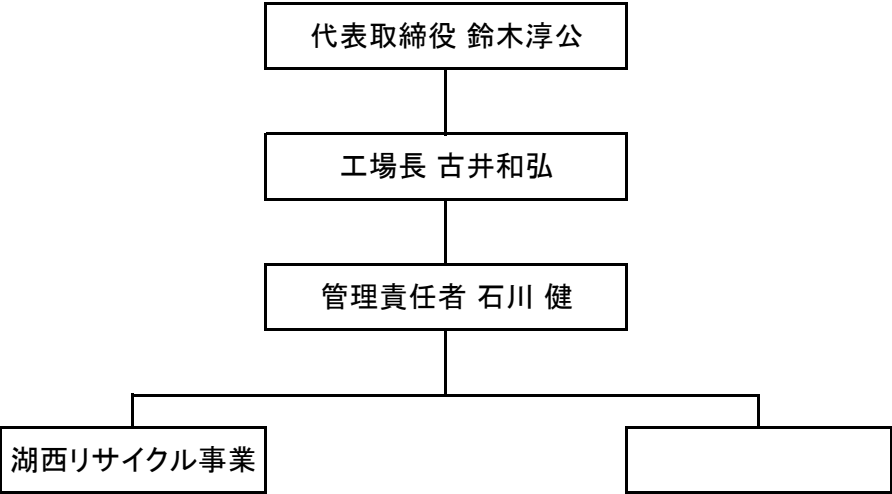 代表取締役 鈴木淳公
工場長 古井和弘
管理責任者 石川 健
湖西リサイクル事業